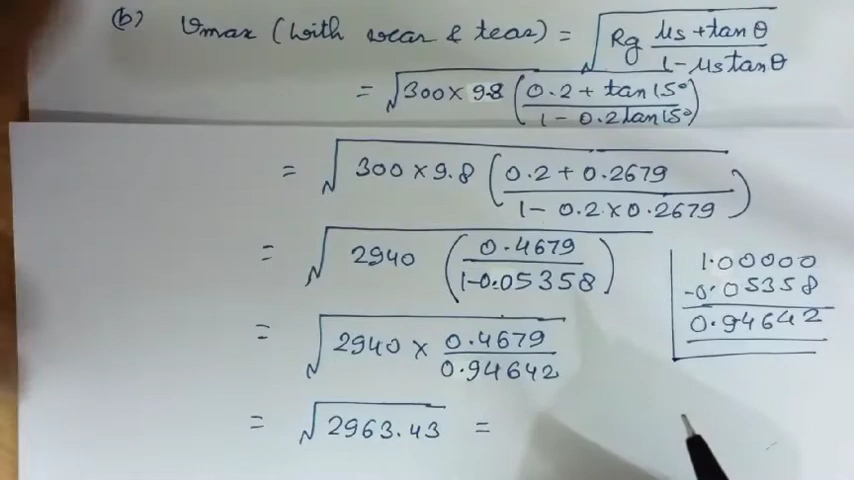 (b) Vmax (with wear & tear) = √Rg (μs + tan θ)/(1 - μs tan θ)
= √300 × 9.8 ((0.2 + tan 15°)/(1 - 0.2 tan 15°))
= √300 × 9.8 ((0.2 + 0.2679)/(1 - 0.2 × 0.2679))
= √2940 ((0.4679)/(1-0.05358))
1.00000
-0.05358
0.94642
= √2940 × 0.4679/0.94642
= √2963.43 =